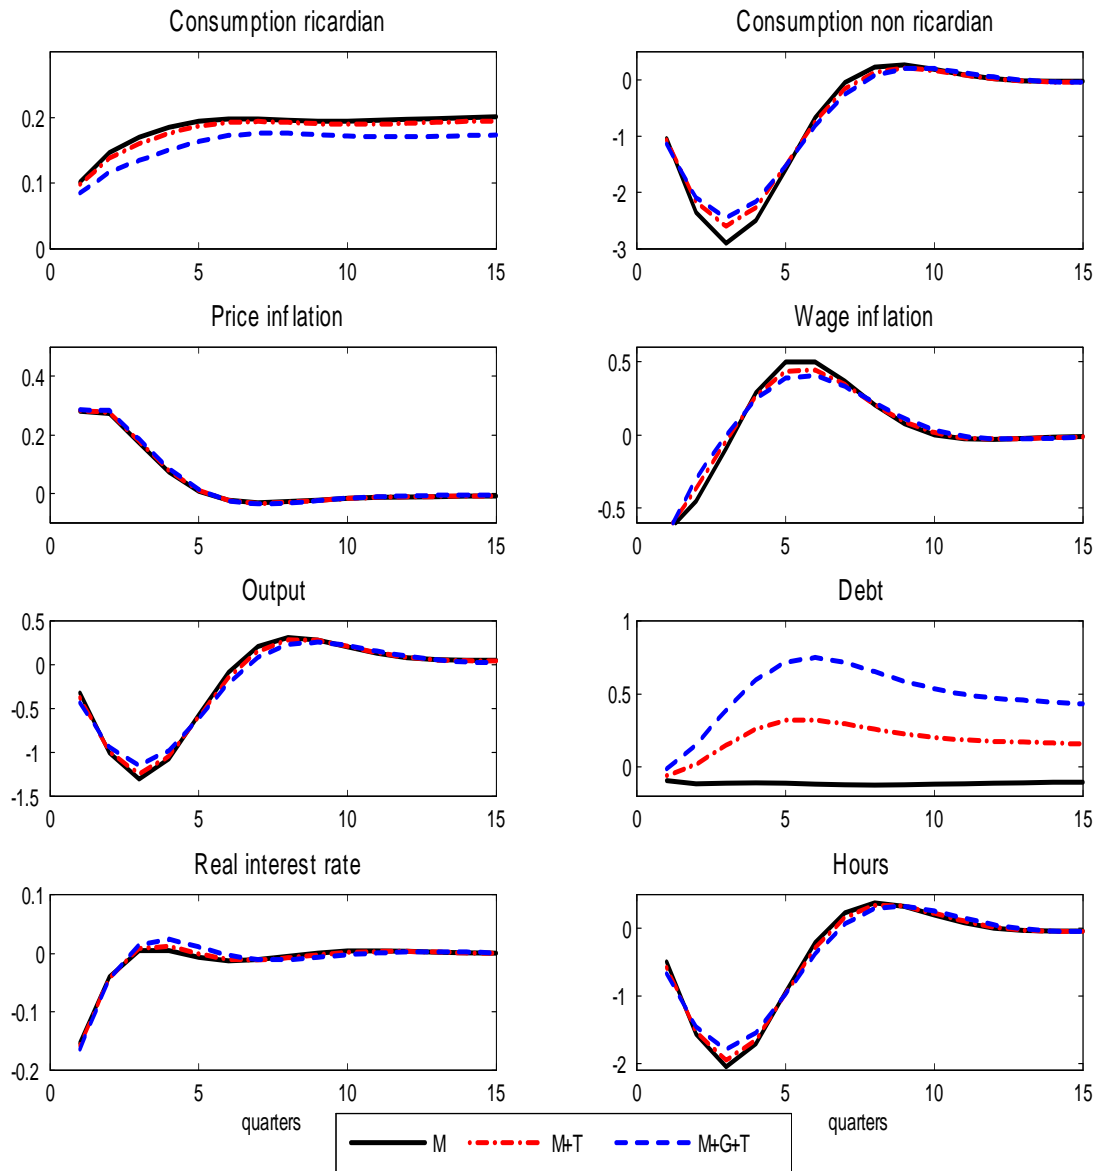 Consumption ricardian
Consumption non ricardian
0.2
0.1
0
0 5 10 15
0
-1
-2
-3
0 5 10 15
Price inflation
Wage inflation
0.4
0.2
0
0 5 10 15
0.5
0
-0.5
0 5 10 15
Output
Debt
0.5
0
-0.5
-1
-1.5
0 5 10 15
1
0.5
0
0 5 10 15
Real interest rate
Hours
0.1
0
-0.1
-0.2
0 5 10 15
quarters
0
-1
-2
0 5 10 15
quarters
M M+T M+G+T